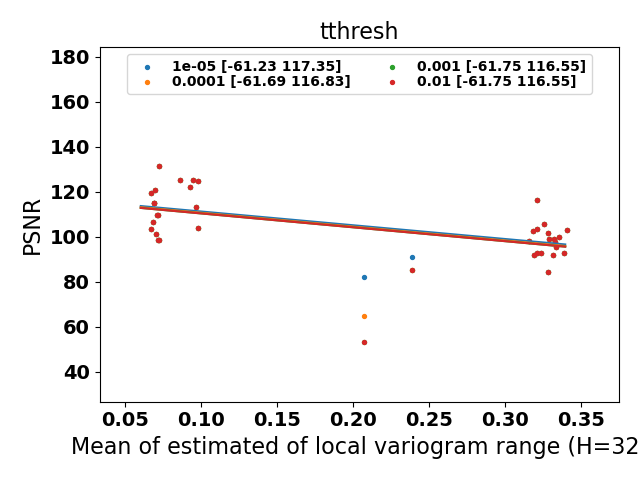 tthresh
1e-05 [-61.23 117.35]
0.0001 [-61.69 116.83]
0.001 [-61.75 116.55]
0.01 [-61.75 116.55]
180
160
140
120
100
80
60
40
PSNR
0.05 0.10 0.15 0.20 0.25 0.30 0.35
Mean of estimated of local variogram range (H=32